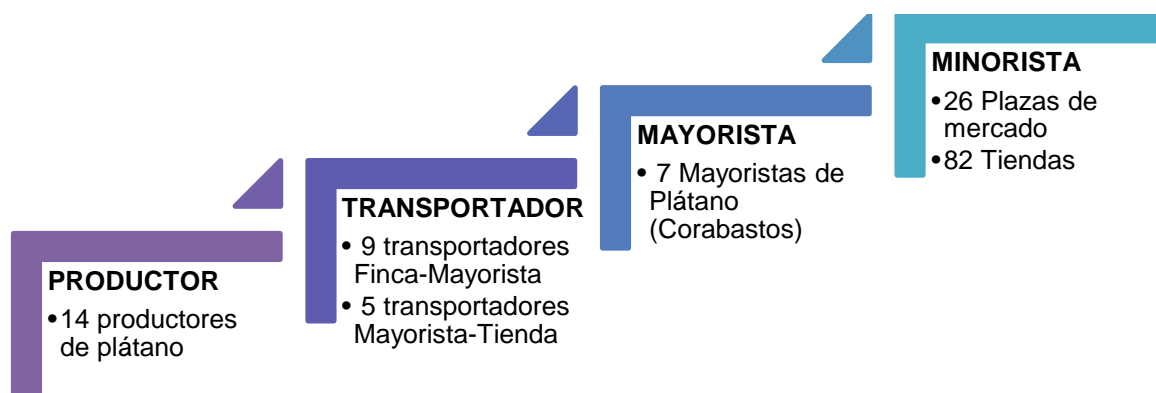 PRODUCTOR
•14 productores
de plátano
TRANSPORTADOR
• 9 transportadores
Finca-Mayorista
• 5 transportadores
Mayorista-Tienda
MAYORISTA
• 7 Mayoristas de
Plátano
(Corabastos)
MINORISTA
•26 Plazas de
mercado
•82 Tiendas